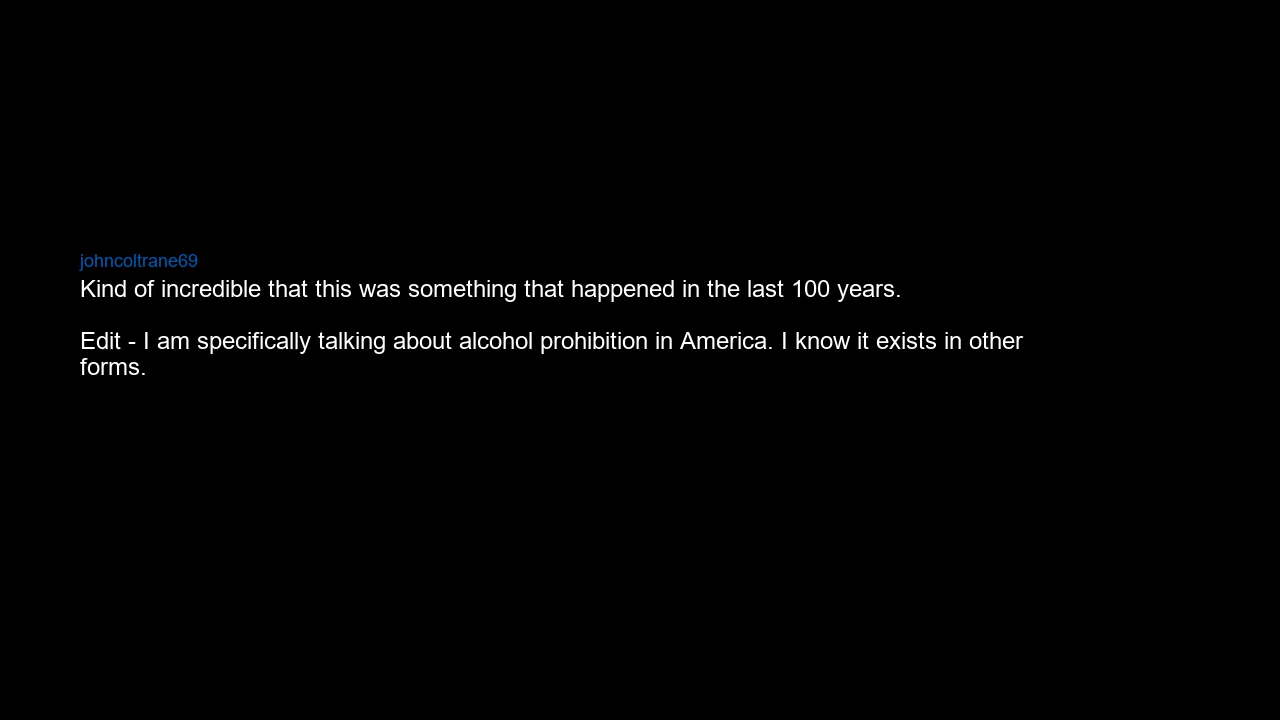 johncoltrane69
Kind of incredible that this was something that happened in the last 100 years.
Edit - I am specifically talking about alcohol prohibition in America. I know it exists in other
forms.